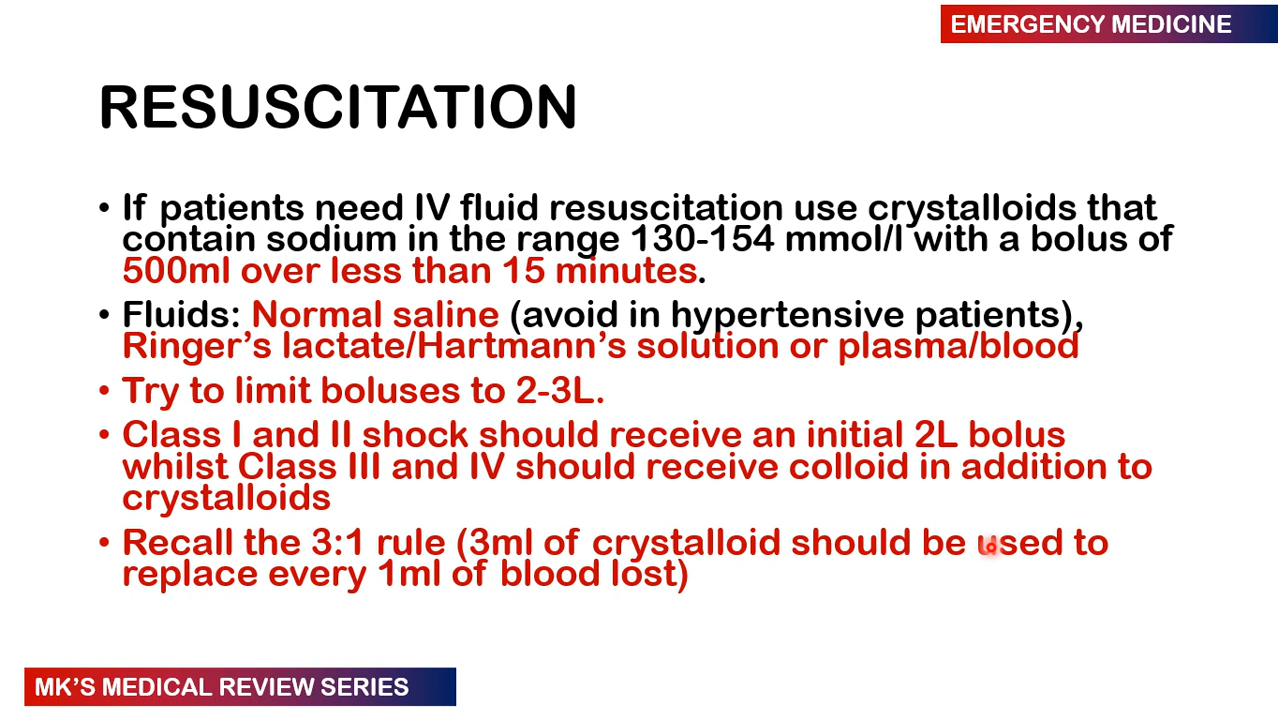 EMERGENCY MEDICINE
RESUSCITATION
• If patients need IV fluid resuscitation use crystalloids that
contain sodium in the range 130-154 mmol/l with a bolus of
500ml over less than 15 minutes.
• Fluids: Normal saline (avoid in hypertensive patients),
Ringer's lactate/Hartmann's solution or plasma/blood
• Try to limit boluses to 2-3L.
• Class I and II shock should receive an initial 2L bolus
whilst Class III and IV should receive colloid in addition to
crystalloids
• Recall the 3:1 rule (3ml of crystalloid should be used to
replace every 1ml of blood lost)
MK'S MEDICAL REVIEW SERIES